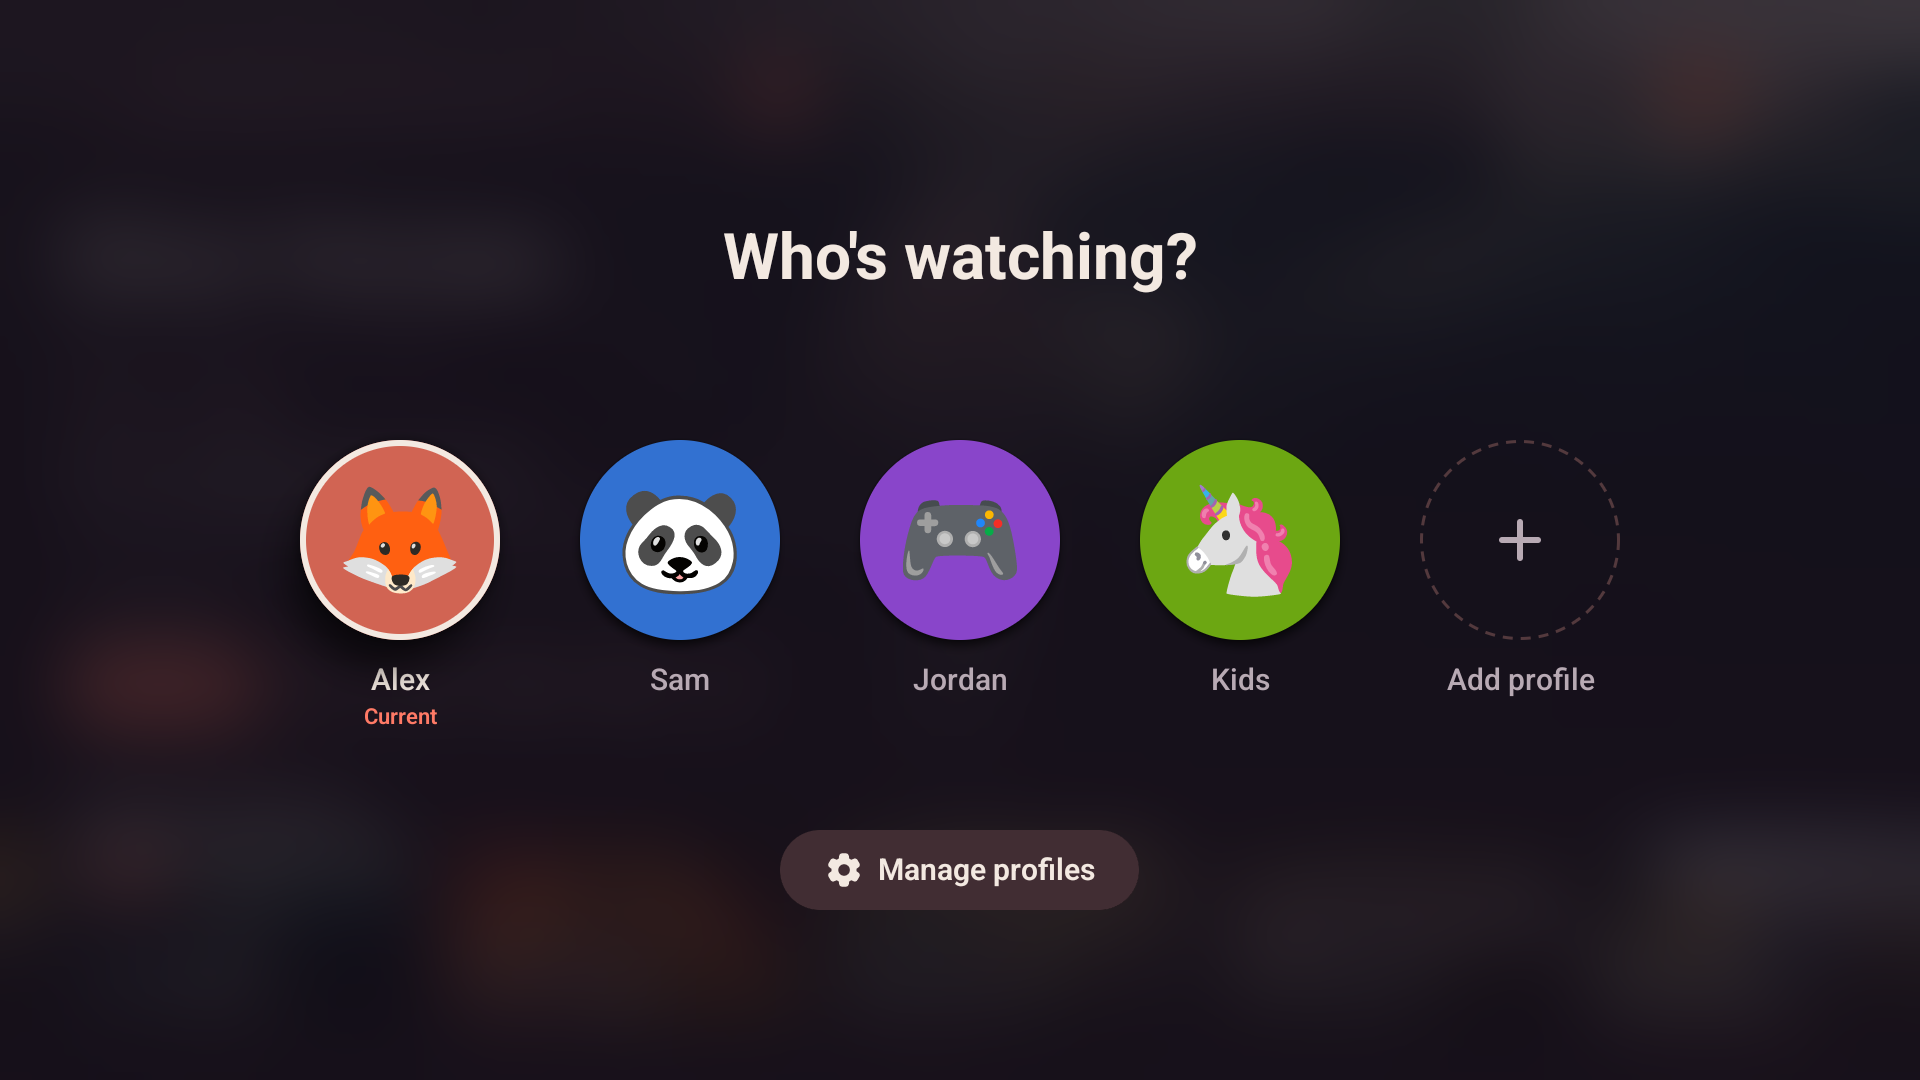 Who's watching?
Alex
Current
Sam
Jordan
Kids
Add profile
Manage profiles